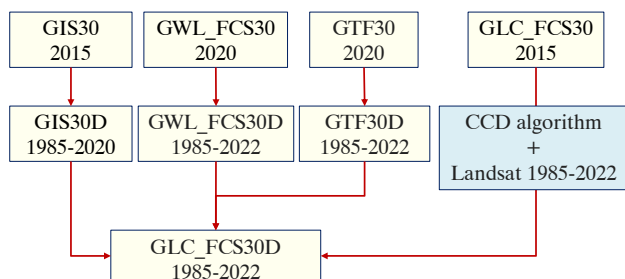 GIS30
2015
GWL_FCS30
2020
GTF30
2020
GLC_FCS30
2015
GIS30D
1985-2020
GWL_FCS30D
1985-2022
GTF30D
1985-2022
CCD algorithm
+
Landsat 1985-2022
GLC_FCS30D
1985-2022